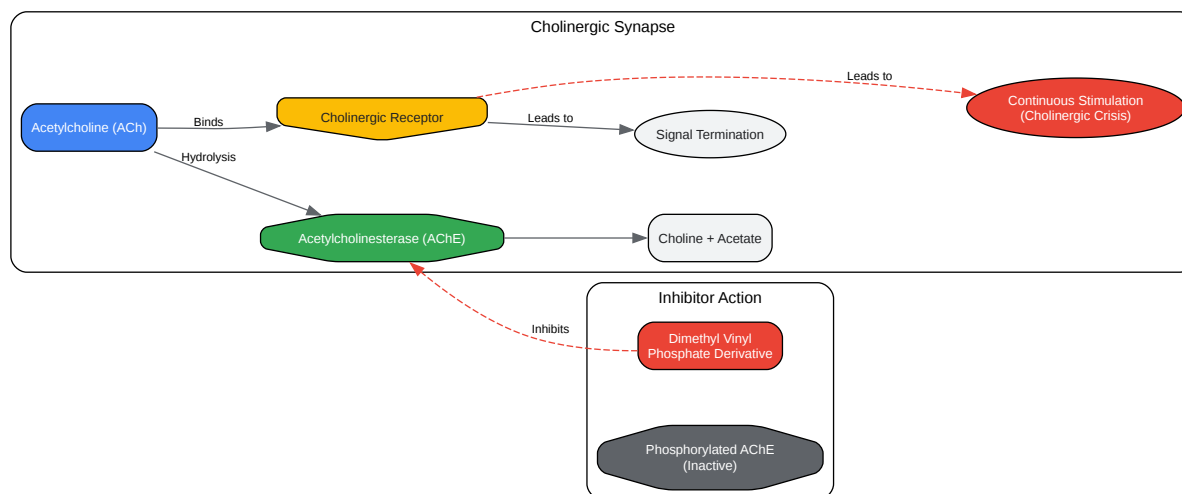 Cholinergic Synapse
Leads to
Continuous Stimulation
(Cholinergic Crisis)
Acetylcholine (ACh)
Binds
Cholinergic Receptor
Leads to
Signal Termination
Hydrolysis
Acetylcholinesterase (AChE)
Choline + Acetate
Inhibitor Action
Inhibits
Dimethyl Vinyl
Phosphate Derivative
Phosphorylated AChE
(Inactive)